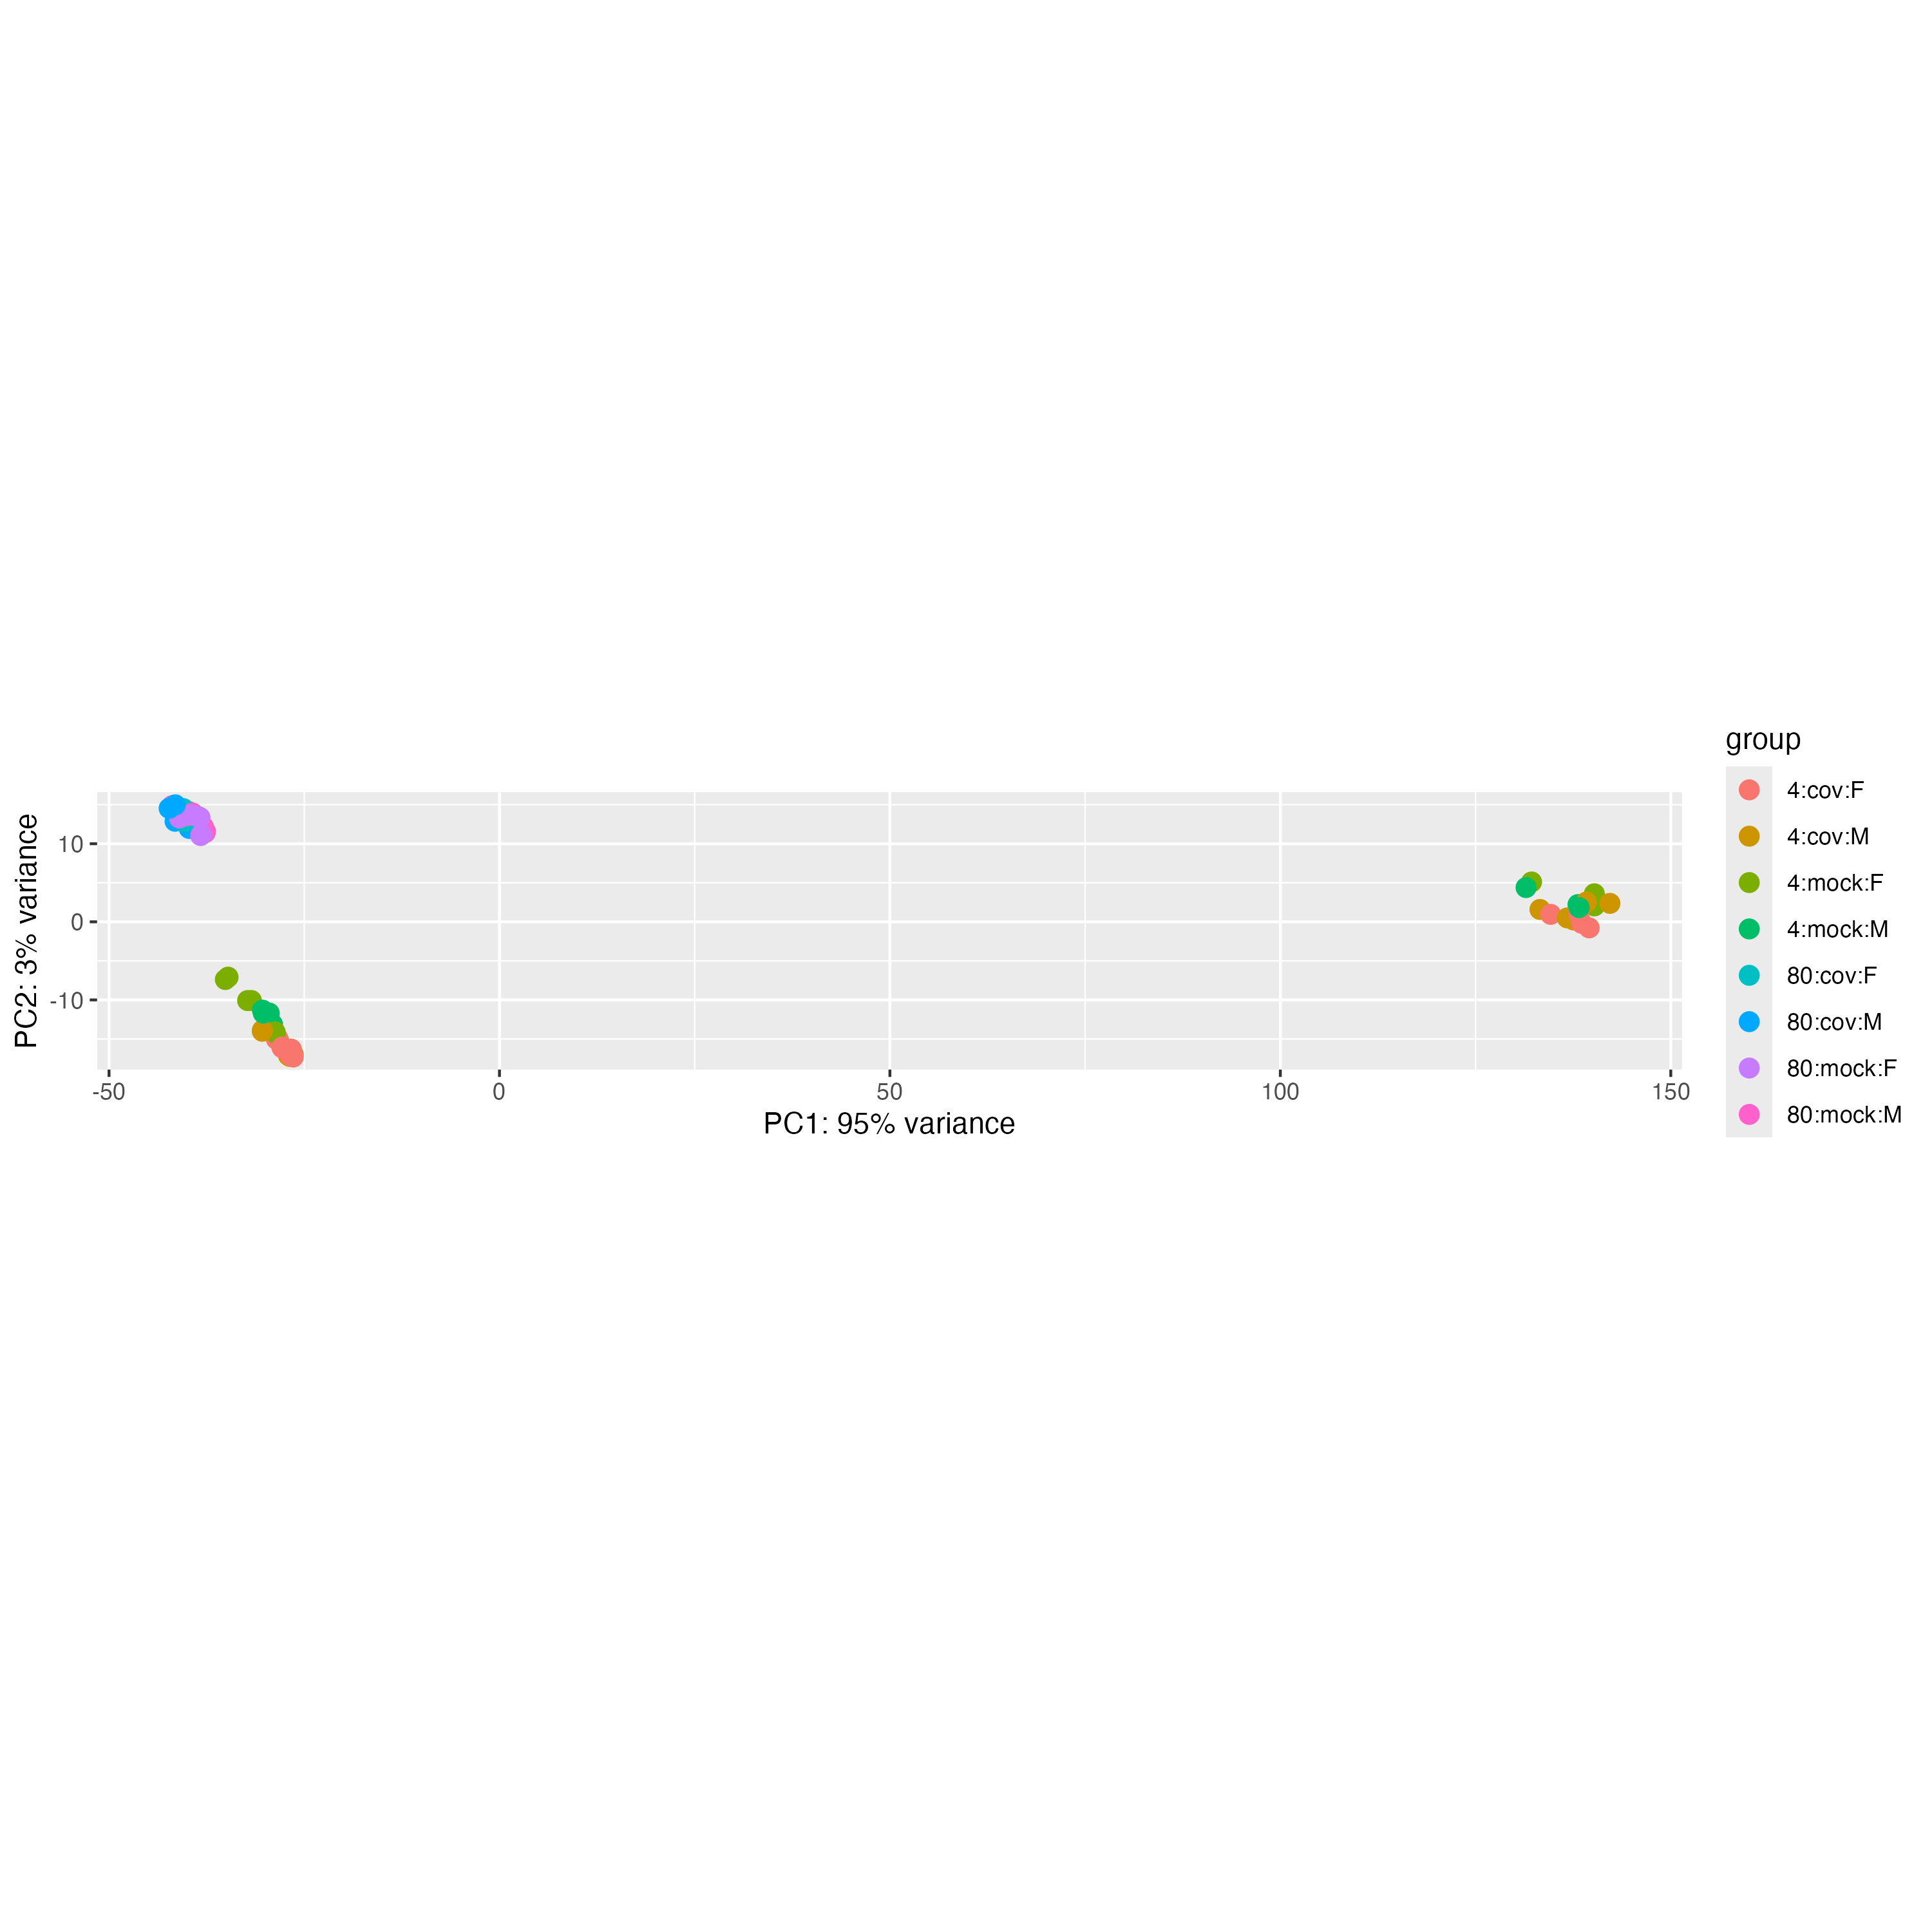 PC2: 3% variance
10
0
-10
-50
0
50
100
150
PC1: 95% variance
group
4:cov:F
4:cov:M
4:mock:F
4:mock:M
80:cov:F
80:cov:M
80:mock:F
80:mock:M